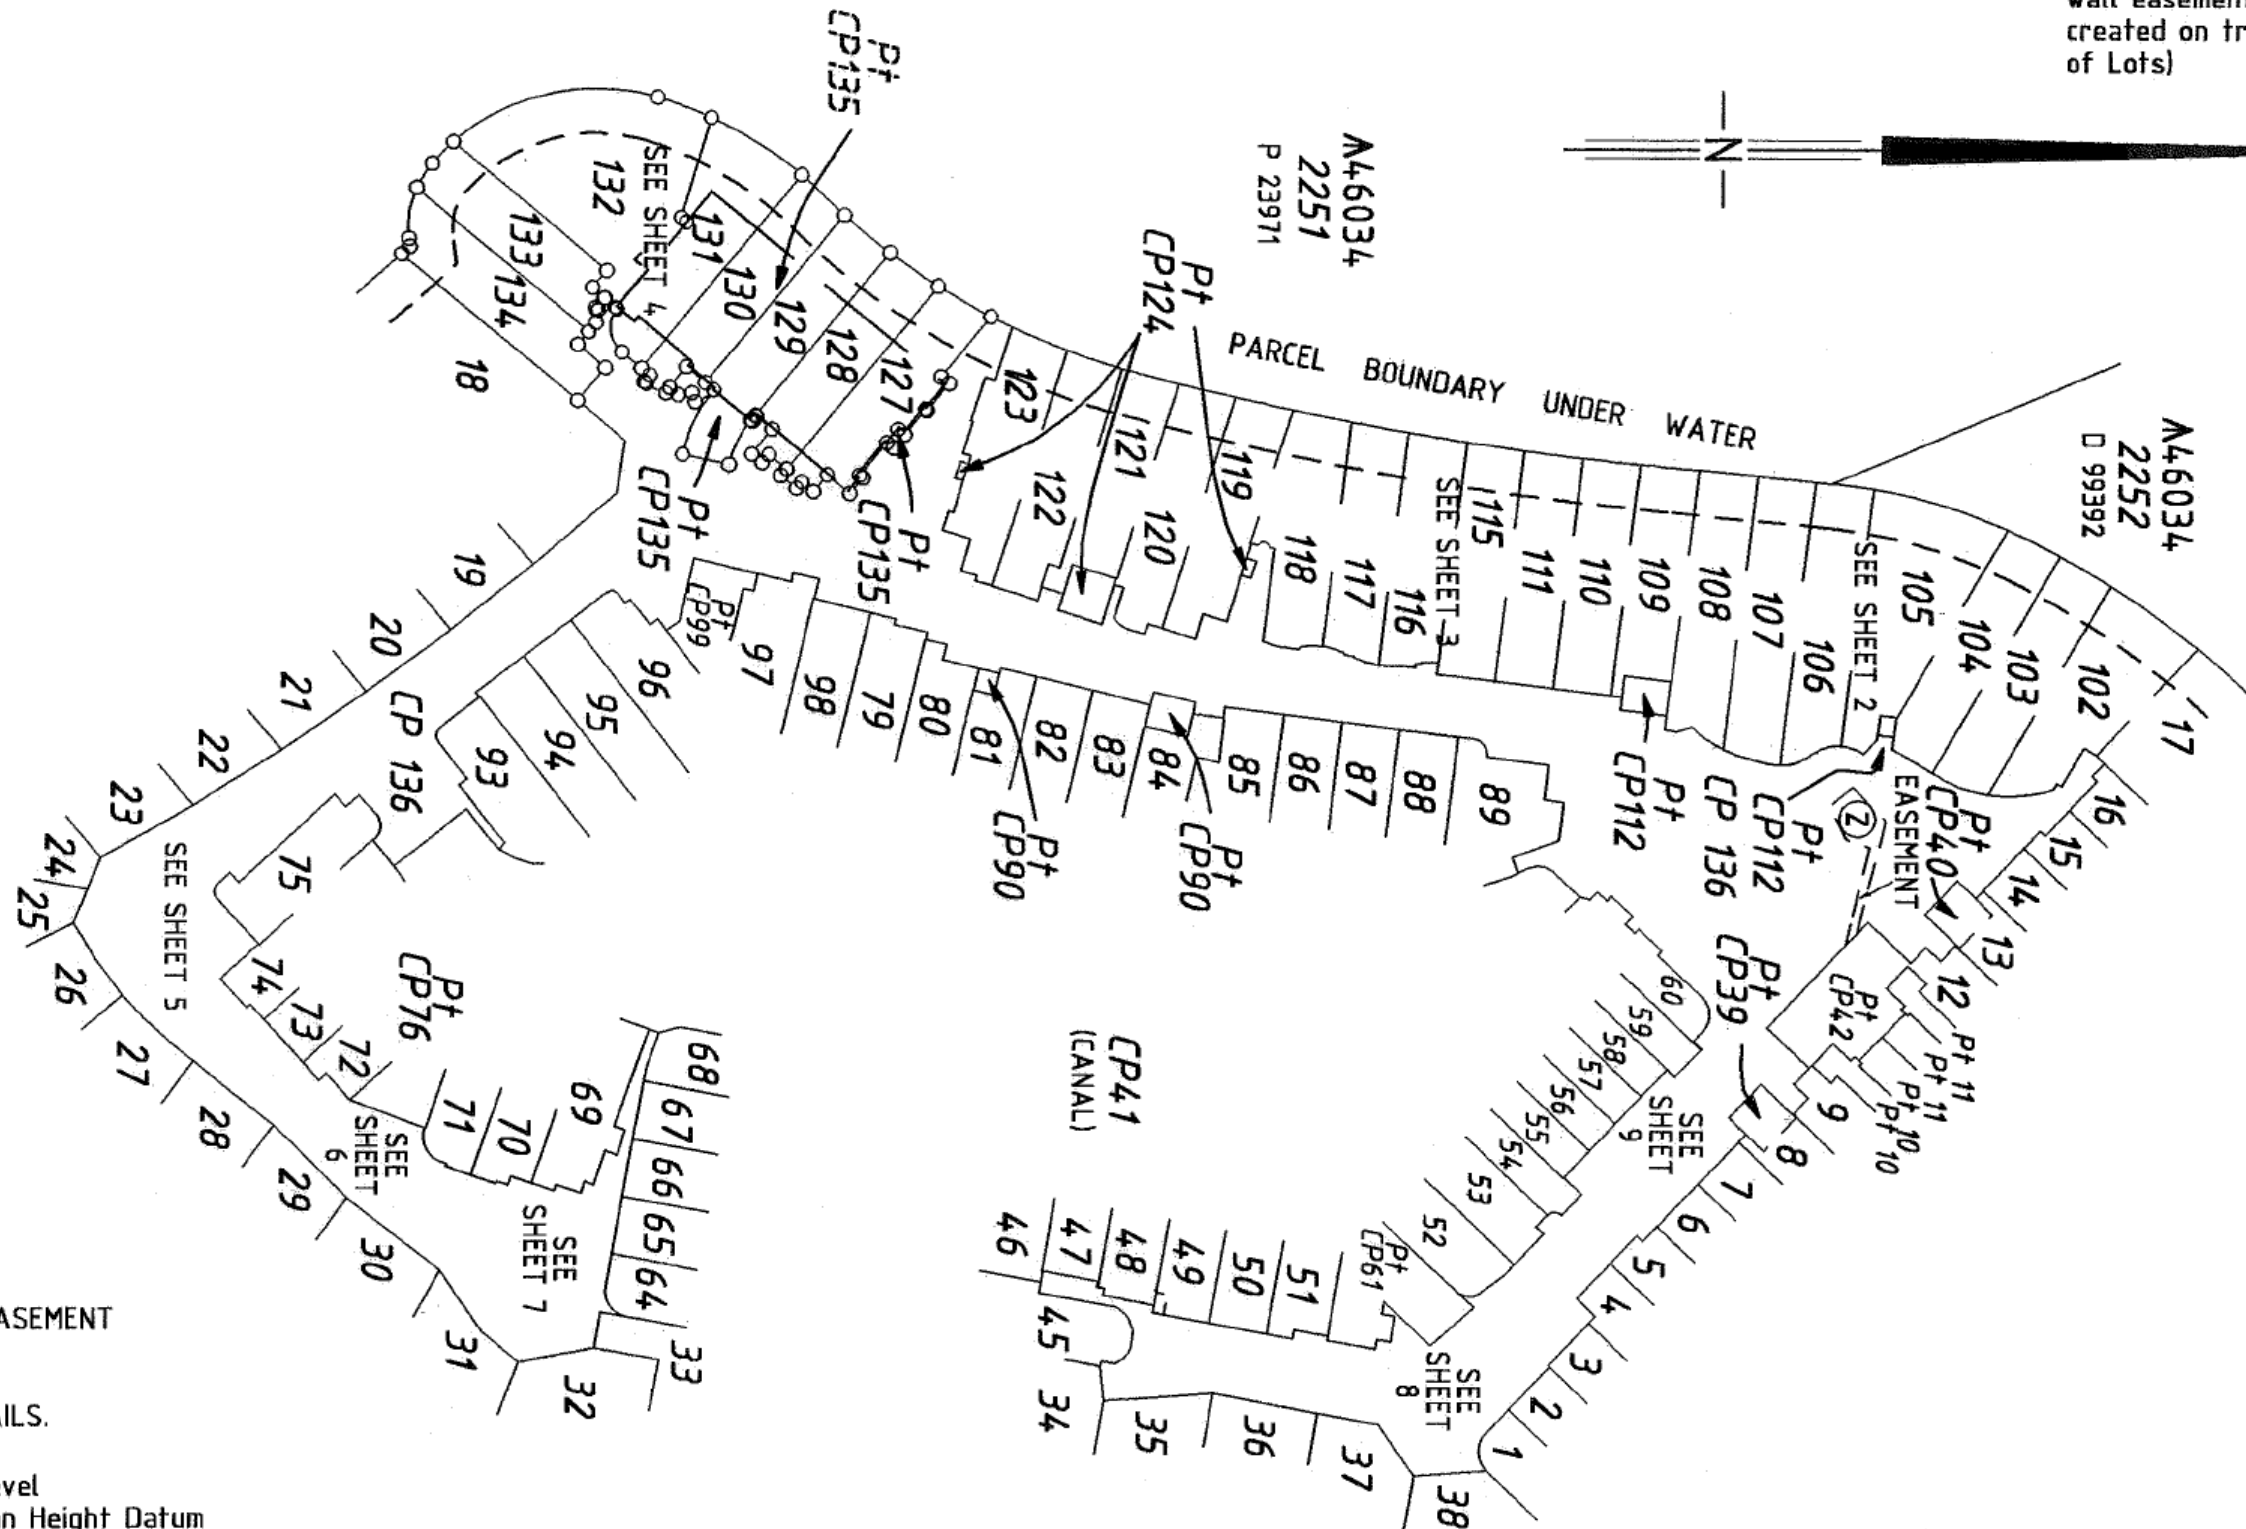 wall easement
created on tr
of Lots)
N
Pt
CP135
A460034
2251
P 23971
A460034
2252
D 99392
Pt
CP124
PARCEL BOUNDARY UNDER WATER
SEE SHEET 4
132
133
134
18
131
130
129
128
127
123
122
121
120
119
118
117
116
SEE SHEET 3
115
111
110
109
108
107
106
SEE SHEET 2
105
104
103
102
17
16
15
14
13
12
Pt 11
Pt 11
Pt 10
Pt 10
9
8
7
6
5
4
3
2
1
Pt
CP135
Pt
CP135
Pt
CP99
97
98
79
80
81
82
83
84
85
86
87
88
89
Pt
CP90
Pt
CP90
Pt
CP112
CP 136
Pt
CP112
2
EASEMENT
Pt
CP40
Pt
CP39
Pt
CP42
19
20
21
22
23
24
25
26
27
28
29
30
31
32
33
CP 136
96
95
94
93
75
74
73
72
SEE SHEET 5
Pt
CP76
71
70
69
68
67
66
65
64
SEE
SHEET
6
SEE
SHEET 7
CP41
(CANAL)
60
59
58
57
56
55
54
53
52
SEE
SHEET
9
46
47
48
49
50
51
Pt
CP61
45
34
35
36
37
38
SEE
SHEET
8
ASEMENT
AILS.
vel
n Height Datum